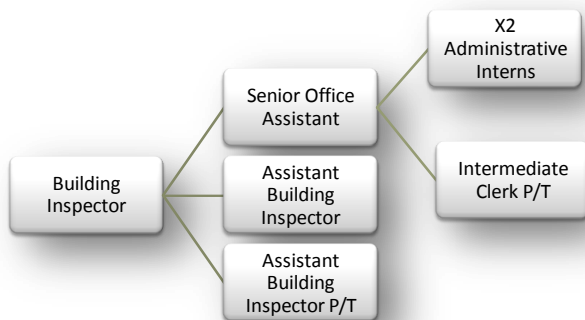 Building
Inspector
Senior Office
Assistant
Assistant
Building
Inspector
Assistant
Building
Inspector P/T
X2
Administrative
Interns
Intermediate
Clerk P/T